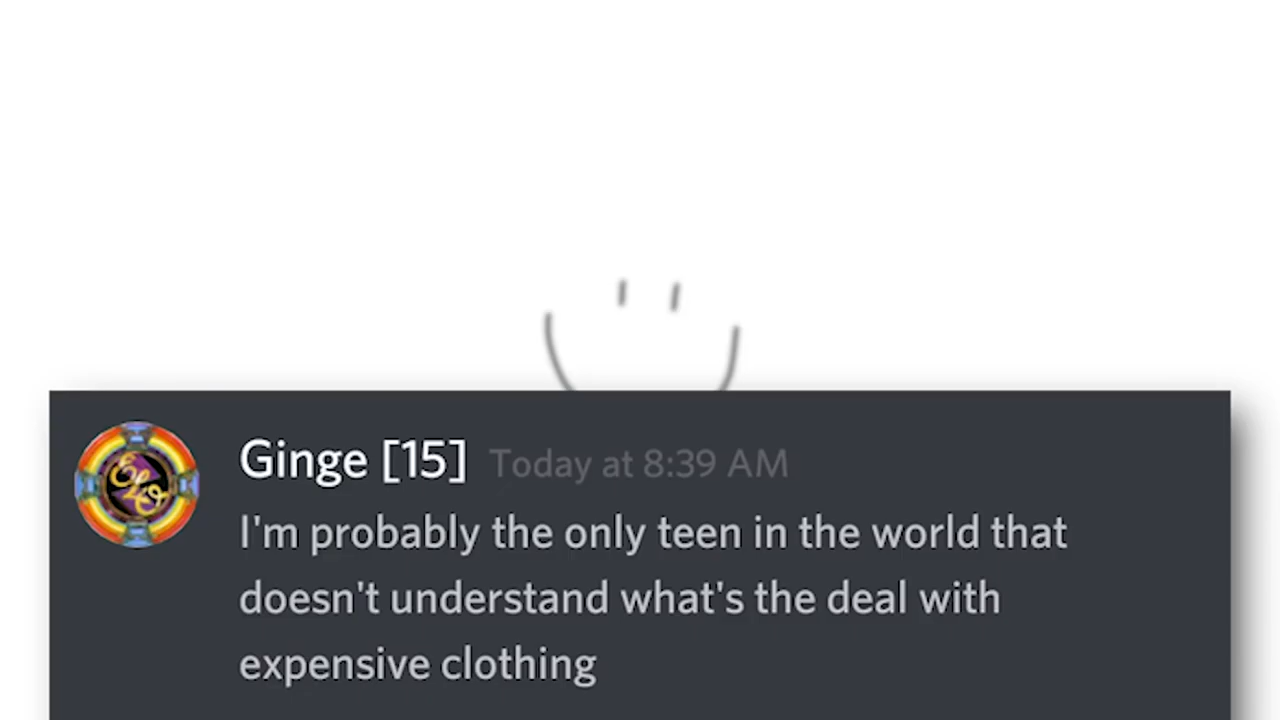 ELO
Ginge [15] Today at 8:39 AM
I'm probably the only teen in the world that
doesn't understand what's the deal with
expensive clothing